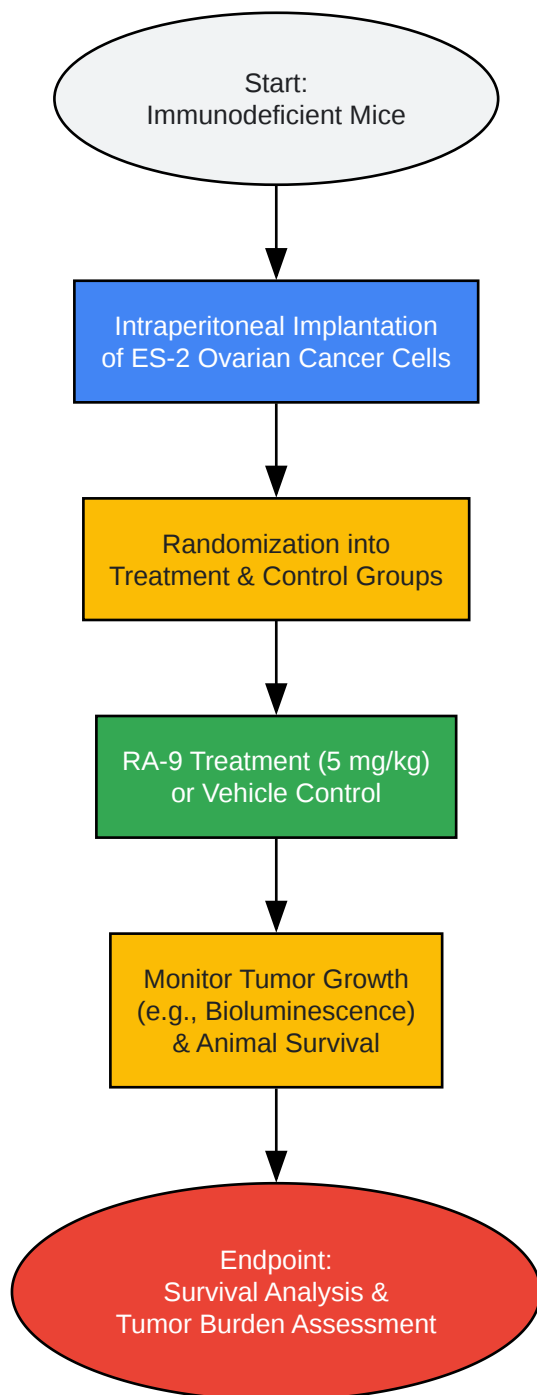 Start:
Immunodeficient Mice
Intraperitoneal Implantation
of ES-2 Ovarian Cancer Cells
Randomization into
Treatment & Control Groups
RA-9 Treatment (5 mg/kg)
or Vehicle Control
Monitor Tumor Growth
(e.g., Bioluminescence)
& Animal Survival
Endpoint:
Survival Analysis &
Tumor Burden Assessment